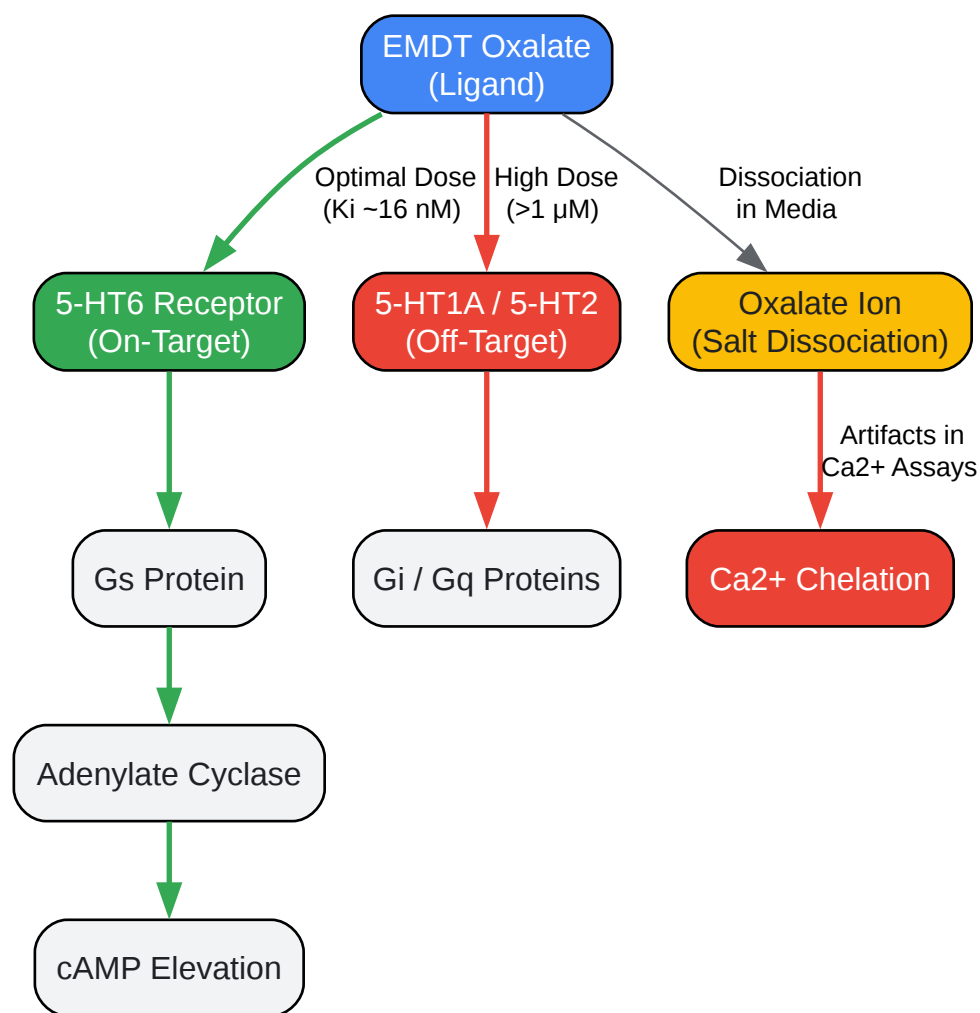 EMDT Oxalate
(Ligand)
Optimal Dose
(Ki ~16 nM)
High Dose
(>1 μM)
Dissociation
in Media
5-HT6 Receptor
(On-Target)
5-HT1A / 5-HT2
(Off-Target)
Oxalate Ion
(Salt Dissociation)
Artifacts in
Ca2+ Assays
Gs Protein
Gi / Gq Proteins
Ca2+ Chelation
Adenylate Cyclase
cAMP Elevation